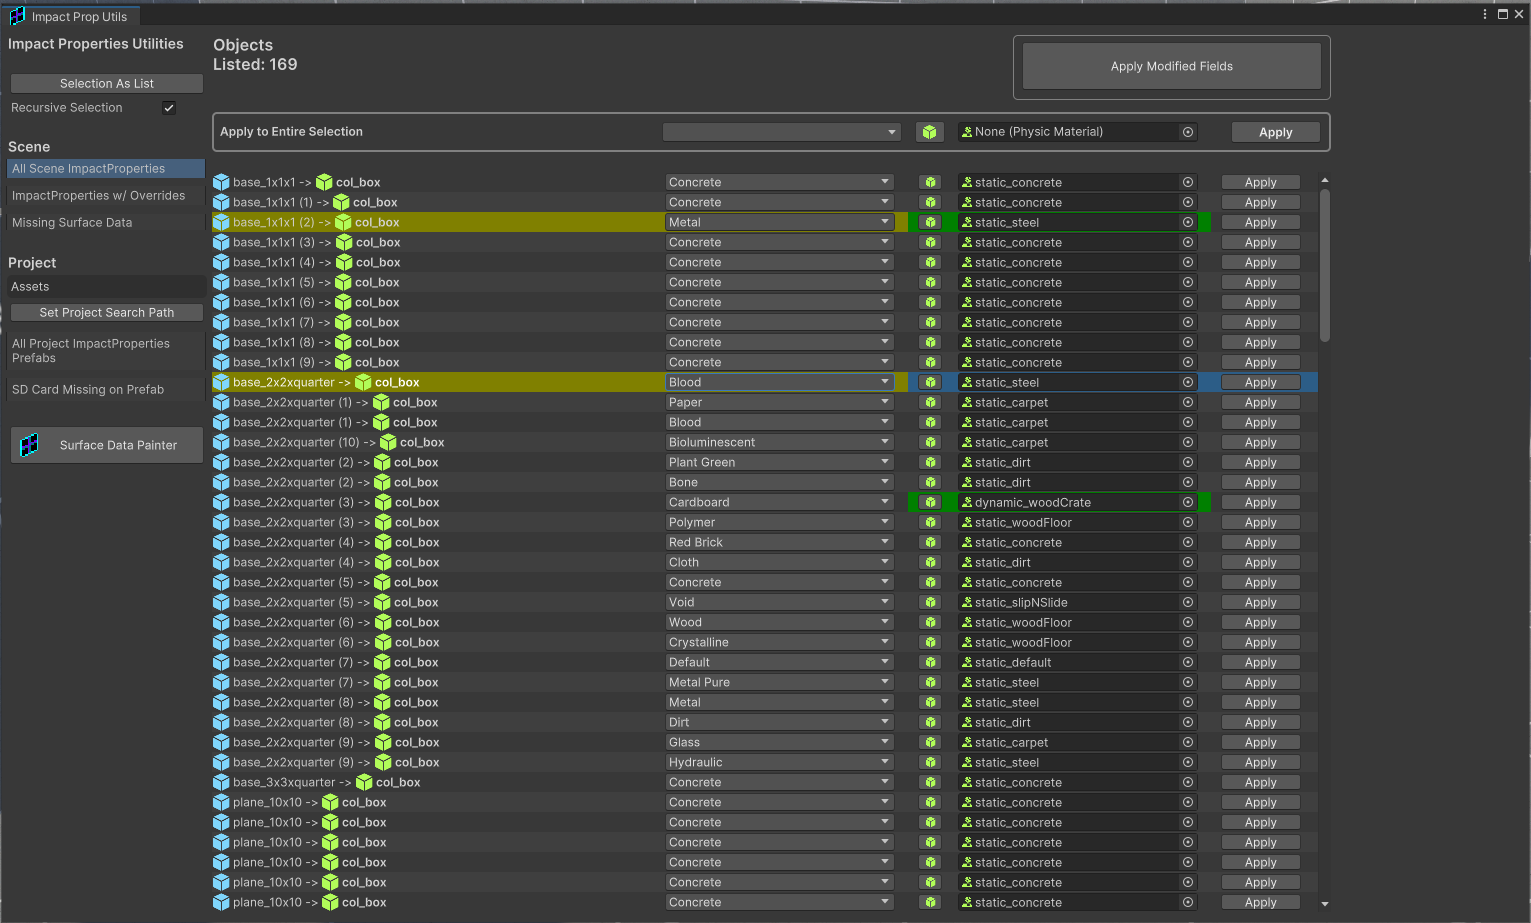 Impact Prop Utils
Impact Properties Utilities
Selection As List
Recursive Selection
Scene
All Scene ImpactProperties
ImpactProperties w/ Overrides
Missing Surface Data
Project
Assets
Set Project Search Path
All Project ImpactProperties
Prefabs
SD Card Missing on Prefab
Surface Data Painter
Objects
Listed: 169
Apply Modified Fields
Apply to Entire Selection None (Physic Material) Apply
base_1x1x1 -> col_box Concrete static_concrete Apply
base_1x1x1 (1) -> col_box Concrete static_concrete Apply
base_1x1x1 (2) -> col_box Metal static_steel Apply
base_1x1x1 (3) -> col_box Concrete static_concrete Apply
base_1x1x1 (4) -> col_box Concrete static_concrete Apply
base_1x1x1 (5) -> col_box Concrete static_concrete Apply
base_1x1x1 (6) -> col_box Concrete static_concrete Apply
base_1x1x1 (7) -> col_box Concrete static_concrete Apply
base_1x1x1 (8) -> col_box Concrete static_concrete Apply
base_1x1x1 (9) -> col_box Concrete static_concrete Apply
base_2x2xquarter -> col_box Blood static_steel Apply
base_2x2xquarter (1) -> col_box Paper static_carpet Apply
base_2x2xquarter (1) -> col_box Blood static_carpet Apply
base_2x2xquarter (10) -> col_box Bioluminescent static_carpet Apply
base_2x2xquarter (2) -> col_box Plant Green static_dirt Apply
base_2x2xquarter (2) -> col_box Bone static_dirt Apply
base_2x2xquarter (3) -> col_box Cardboard dynamic_woodCrate Apply
base_2x2xquarter (3) -> col_box Polymer static_woodFloor Apply
base_2x2xquarter (4) -> col_box Red Brick static_concrete Apply
base_2x2xquarter (4) -> col_box Cloth static_dirt Apply
base_2x2xquarter (5) -> col_box Concrete static_concrete Apply
base_2x2xquarter (5) -> col_box Void static_slipNSlide Apply
base_2x2xquarter (6) -> col_box Wood static_woodFloor Apply
base_2x2xquarter (6) -> col_box Crystalline static_woodFloor Apply
base_2x2xquarter (7) -> col_box Default static_default Apply
base_2x2xquarter (7) -> col_box Metal Pure static_steel Apply
base_2x2xquarter (8) -> col_box Metal static_steel Apply
base_2x2xquarter (8) -> col_box Dirt static_dirt Apply
base_2x2xquarter (9) -> col_box Glass static_carpet Apply
base_2x2xquarter (9) -> col_box Hydraulic static_steel Apply
base_3x3xquarter -> col_box Concrete static_concrete Apply
plane_10x10 -> col_box Concrete static_concrete Apply
plane_10x10 -> col_box Concrete static_concrete Apply
plane_10x10 -> col_box Concrete static_concrete Apply
plane_10x10 -> col_box Concrete static_concrete Apply
plane_10x10 -> col_box Concrete static_concrete Apply
plane_10x10 -> col_box Concrete static_concrete Apply